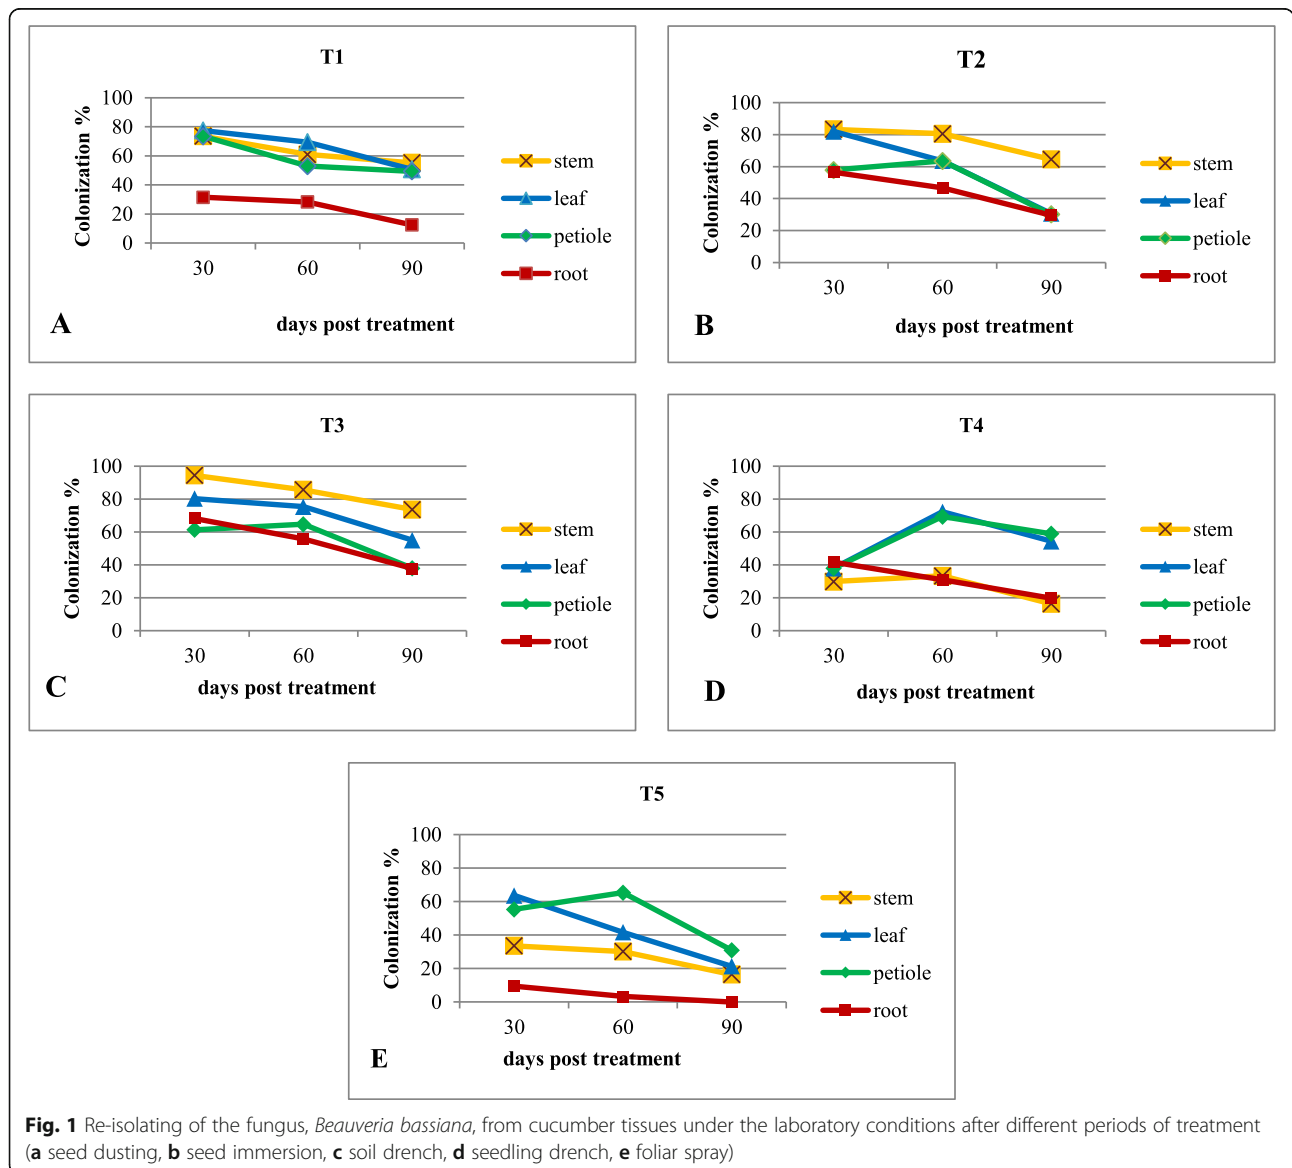 T1
Colonization %
100
80
60
40
20
0
30 60 90
days post treatment
stem
leaf
petiole
root
A
T2
Colonization %
100
80
60
40
20
0
30 60 90
days post treatment
stem
leaf
petiole
root
B
T3
Colonization %
100
80
60
40
20
0
30 60 90
days post treatment
stem
leaf
petiole
root
C
T4
Colonization %
100
80
60
40
20
0
30 60 90
days post treatment
stem
leaf
petiole
root
D
T5
Colonization %
100
80
60
40
20
0
30 60 90
days post treatment
stem
leaf
petiole
root
E
Fig. 1 Re-isolating of the fungus, Beauveria bassiana, from cucumber tissues under the laboratory conditions after different periods of treatment
(a seed dusting, b seed immersion, c soil drench, d seedling drench, e foliar spray)